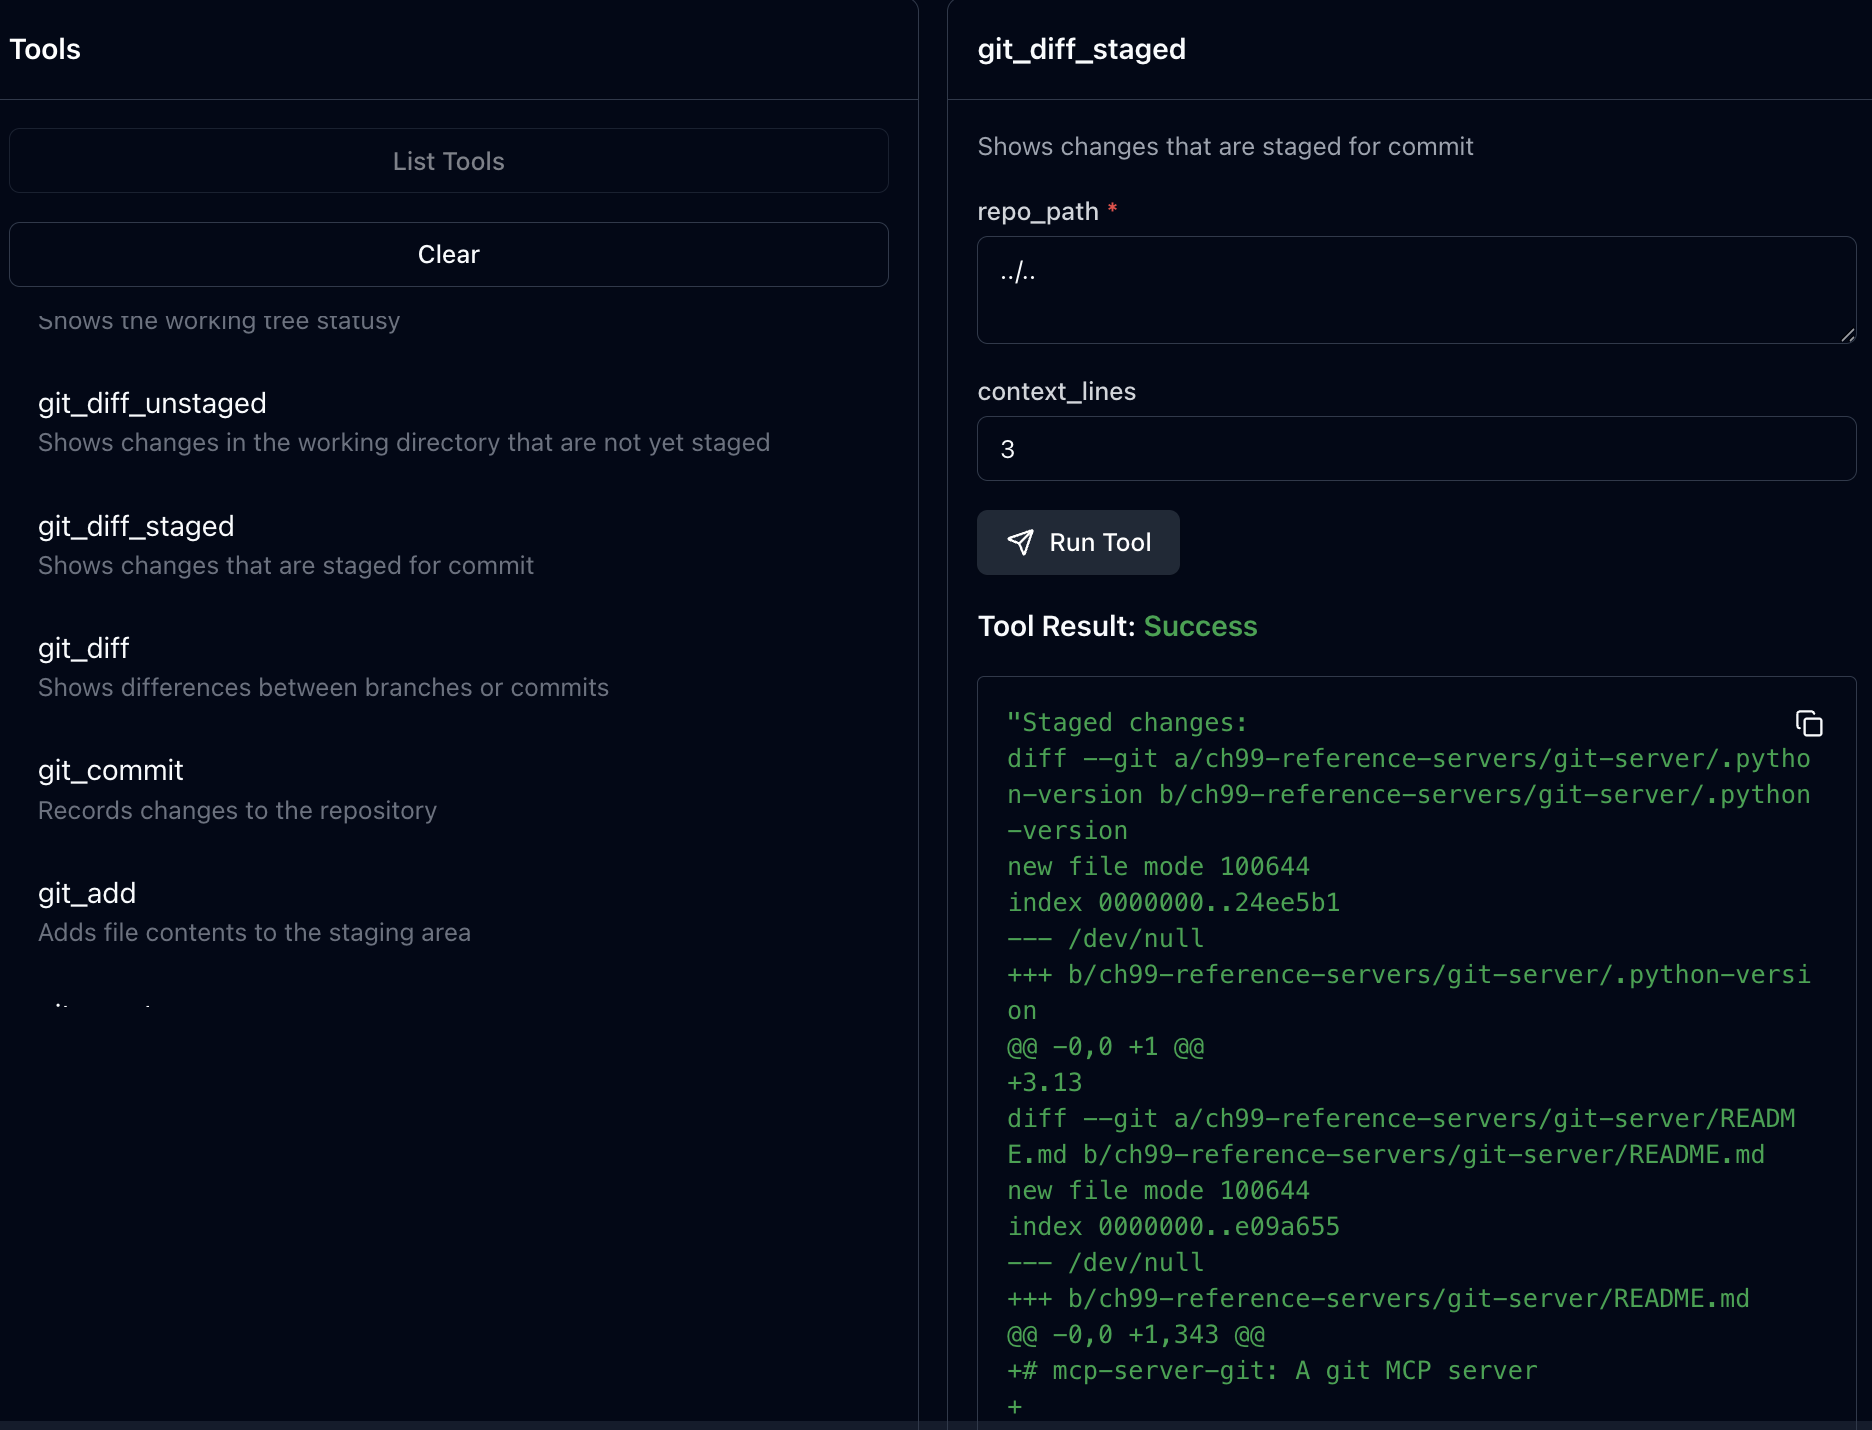 Tools
List Tools
Clear
Shows the working tree statusy
git_diff_unstaged
Shows changes in the working directory that are not yet staged
git_diff_staged
Shows changes that are staged for commit
git_diff
Shows differences between branches or commits
git_commit
Records changes to the repository
git_add
Adds file contents to the staging area
git_diff_staged
Shows changes that are staged for commit
repo_path *
../..
context_lines
3
Run Tool
Tool Result: Success
"Staged changes:
diff --git a/ch99-reference-servers/git-server/.pytho
n-version b/ch99-reference-servers/git-server/.python
-version
new file mode 100644
index 0000000..24ee5b1
--- /dev/null
+++ b/ch99-reference-servers/git-server/.python-versi
on
@@ -0,0 +1 @@
+3.13
diff --git a/ch99-reference-servers/git-server/READM
E.md b/ch99-reference-servers/git-server/README.md
new file mode 100644
index 0000000..e09a655
--- /dev/null
+++ b/ch99-reference-servers/git-server/README.md
@@ -0,0 +1,343 @@
+# mcp-server-git: A git MCP server
+